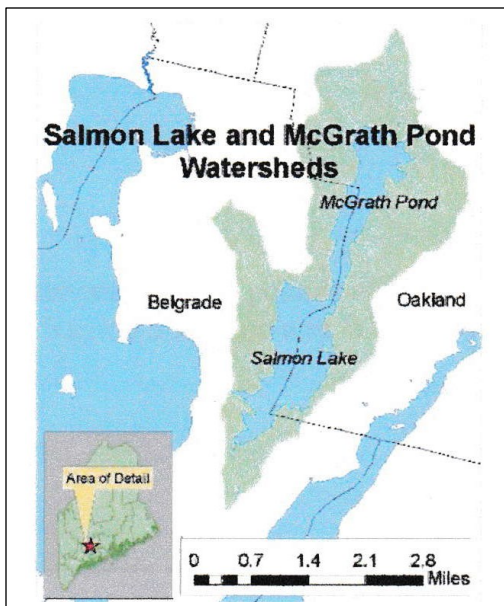 Salmon Lake and McGrath Pond
Watersheds
McGrath Pond
Belgrade
Oakland
Salmon Lake
Area of Detail
0 0.7 1.4 2.1 2.8
Miles